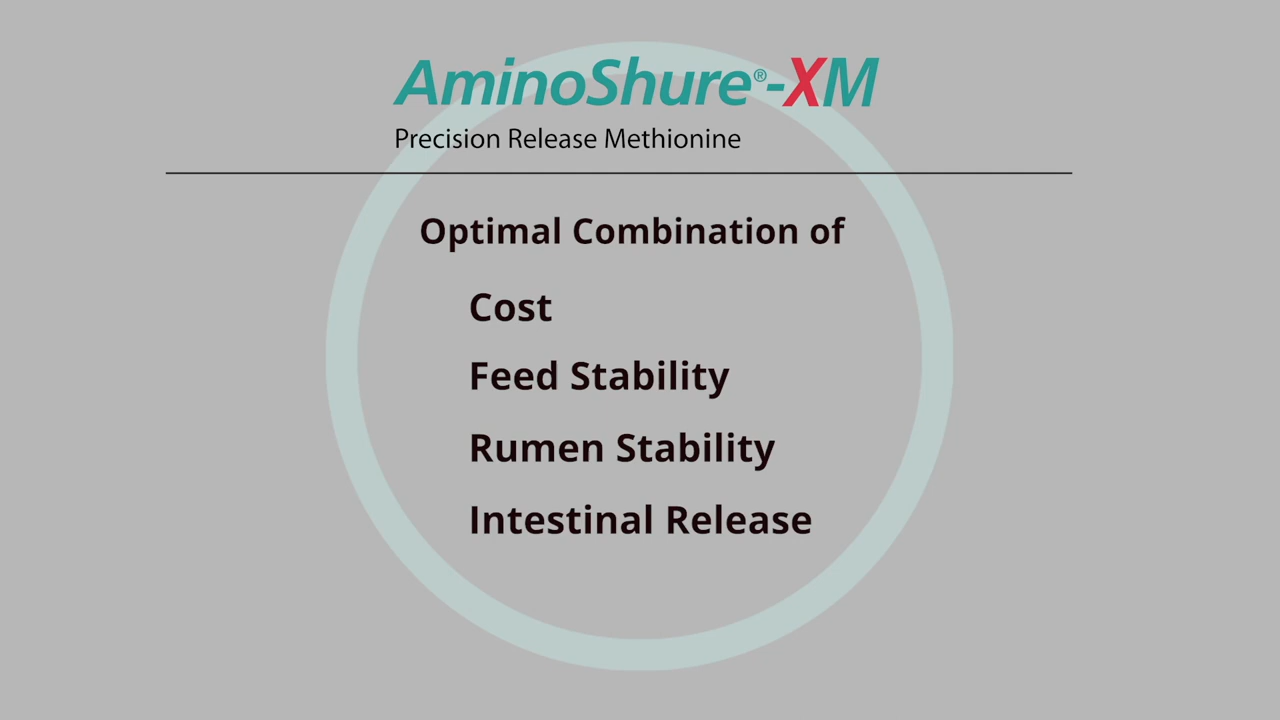 AminoShure®-XM
Precision Release Methionine
Optimal Combination of
Cost
Feed Stability
Rumen Stability
Intestinal Release